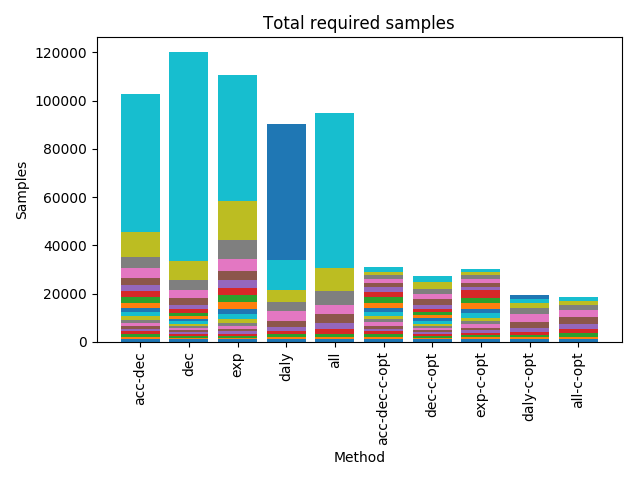 Total required samples
Samples
120000
100000
80000
60000
40000
20000
0
acc-dec
dec
exp
daly
all
acc-dec-c-opt
dec-c-opt
exp-c-opt
daly-c-opt
all-c-opt
Method